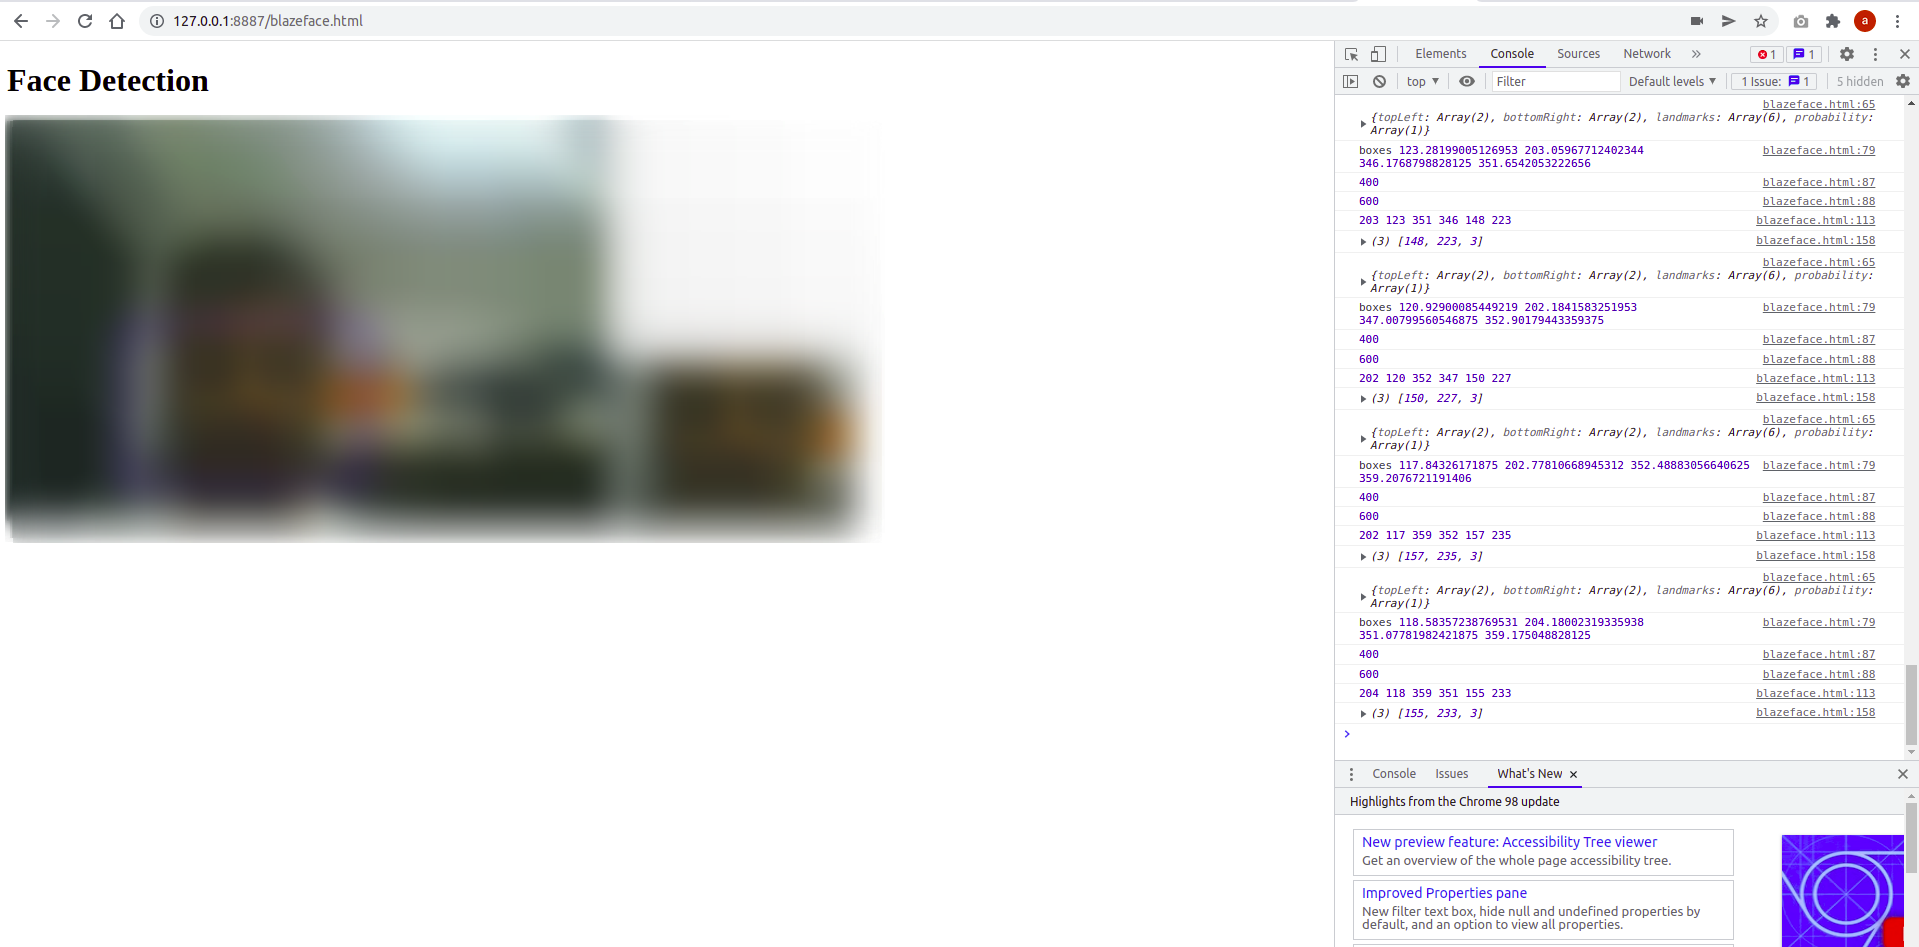 127.0.0.1:8887/blazeface.html
a
Face Detection
Elements Console Sources Network » 1 1
top ▼ Filter Default levels ▼ 1 Issue: 1 5 hidden
blazeface.html:65
{topLeft: Array(2), bottomRight: Array(2), landmarks: Array(6), probability:
Array(1)}
boxes 123.28199005126953 203.05967712402344 blazeface.html:79
346.1768798828125 351.6542053222656
400 blazeface.html:87
600 blazeface.html:88
203 123 351 346 148 223 blazeface.html:113
(3) [148, 223, 3] blazeface.html:158
blazeface.html:65
{topLeft: Array(2), bottomRight: Array(2), landmarks: Array(6), probability:
Array(1)}
boxes 120.92900085449219 202.1841583251953 blazeface.html:79
347.00799560546875 352.90179443359375
400 blazeface.html:87
600 blazeface.html:88
202 120 352 347 150 227 blazeface.html:113
(3) [150, 227, 3] blazeface.html:158
blazeface.html:65
{topLeft: Array(2), bottomRight: Array(2), landmarks: Array(6), probability:
Array(1)}
boxes 117.84326171875 202.77810668945312 352.48883056640625 blazeface.html:79
359.2076721191406
400 blazeface.html:87
600 blazeface.html:88
202 117 359 352 157 235 blazeface.html:113
(3) [157, 235, 3] blazeface.html:158
blazeface.html:65
{topLeft: Array(2), bottomRight: Array(2), landmarks: Array(6), probability:
Array(1)}
boxes 118.58357238769531 204.18002319335938 blazeface.html:79
351.07781982421875 359.175048828125
400 blazeface.html:87
600 blazeface.html:88
204 118 359 351 155 233 blazeface.html:113
(3) [155, 233, 3] blazeface.html:158
Console Issues What's New ×
Highlights from the Chrome 98 update
New preview feature: Accessibility Tree viewer
Get an overview of the whole page accessibility tree.
Improved Properties pane
New filter text box, hide null and undefined properties by
default, and an option to view all properties.